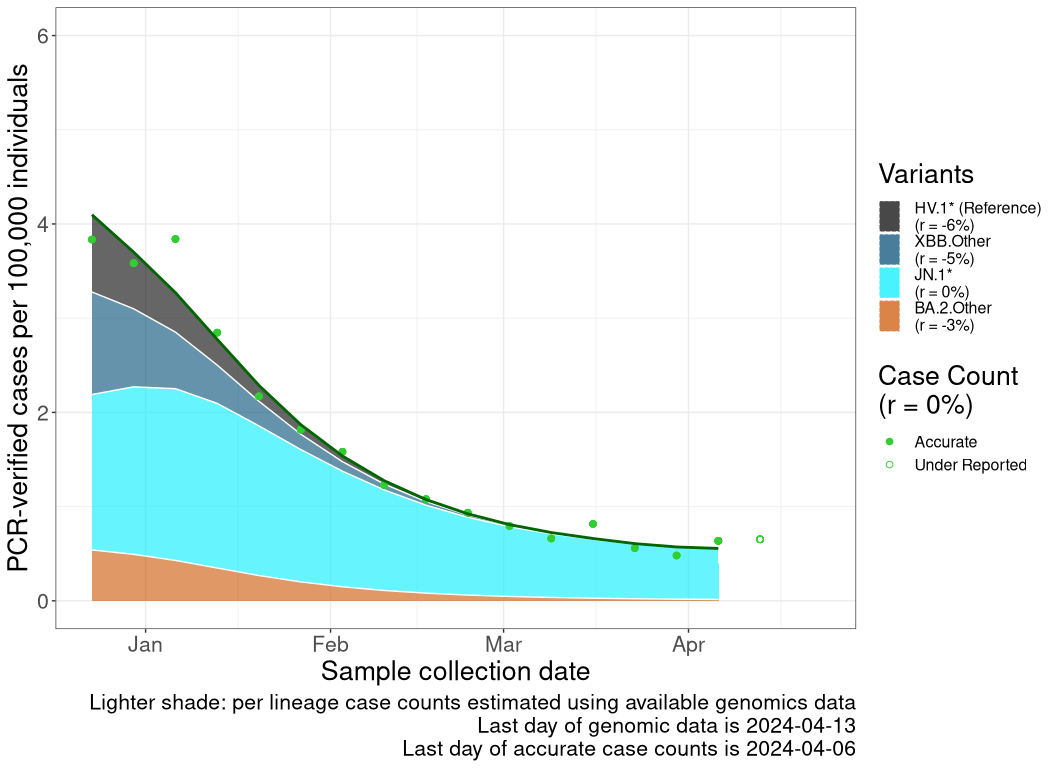 PCR-verified cases per 100,000 individuals
6
4
2
0
Jan
Feb
Mar
Apr
Sample collection date
Lighter shade: per lineage case counts estimated using available genomics data
Last day of genomic data is 2024-04-13
Last day of accurate case counts is 2024-04-06
Variants
HV.1* (Reference)
(r = -6%)
XBB.Other
(r = -5%)
JN.1*
(r = 0%)
BA.2.Other
(r = -3%)
Case Count
(r = 0%)
Accurate
Under Reported